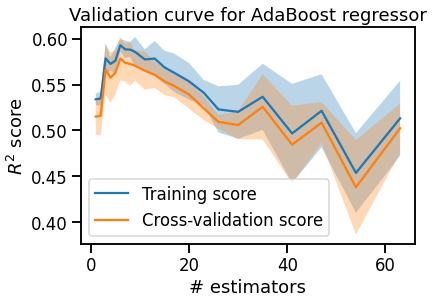 Validation curve for AdaBoost regressor
R² score
0.60
0.55
0.50
0.45
0.40
Training score
Cross-validation score
0
20
40
60
# estimators